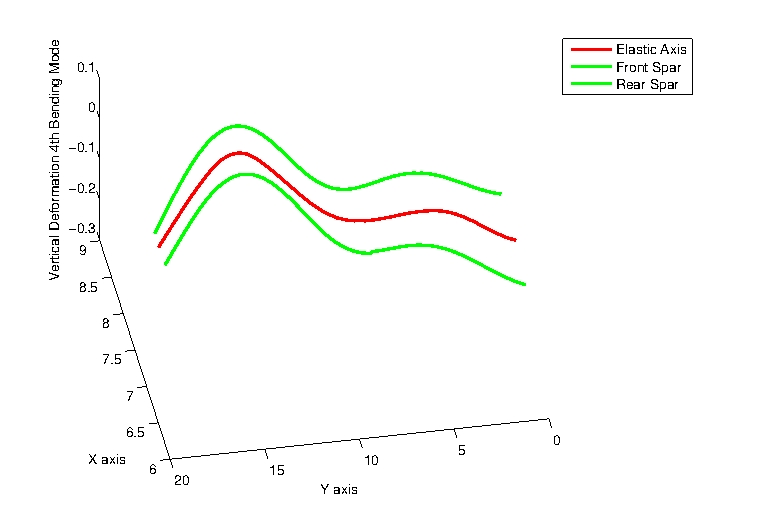 Elastic Axis
Front Spar
Rear Spar
Vertical Deformation 4th Bending Mode
0.1
0
−0.1
−0.2
−0.3
9
8.5
8
7.5
7
6.5
6
X axis
20
15
10
5
0
Y axis